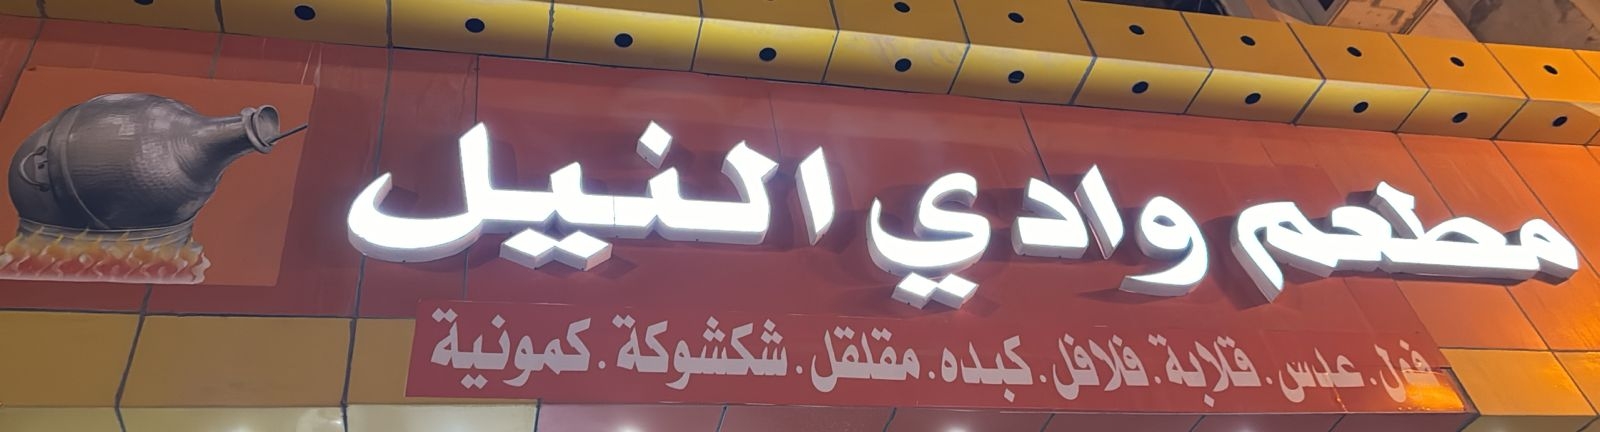 مطعم وادي النيل
فول. عدس. قلابة. فلافل. كبده. مقلقل. شكشوكة. كمونية